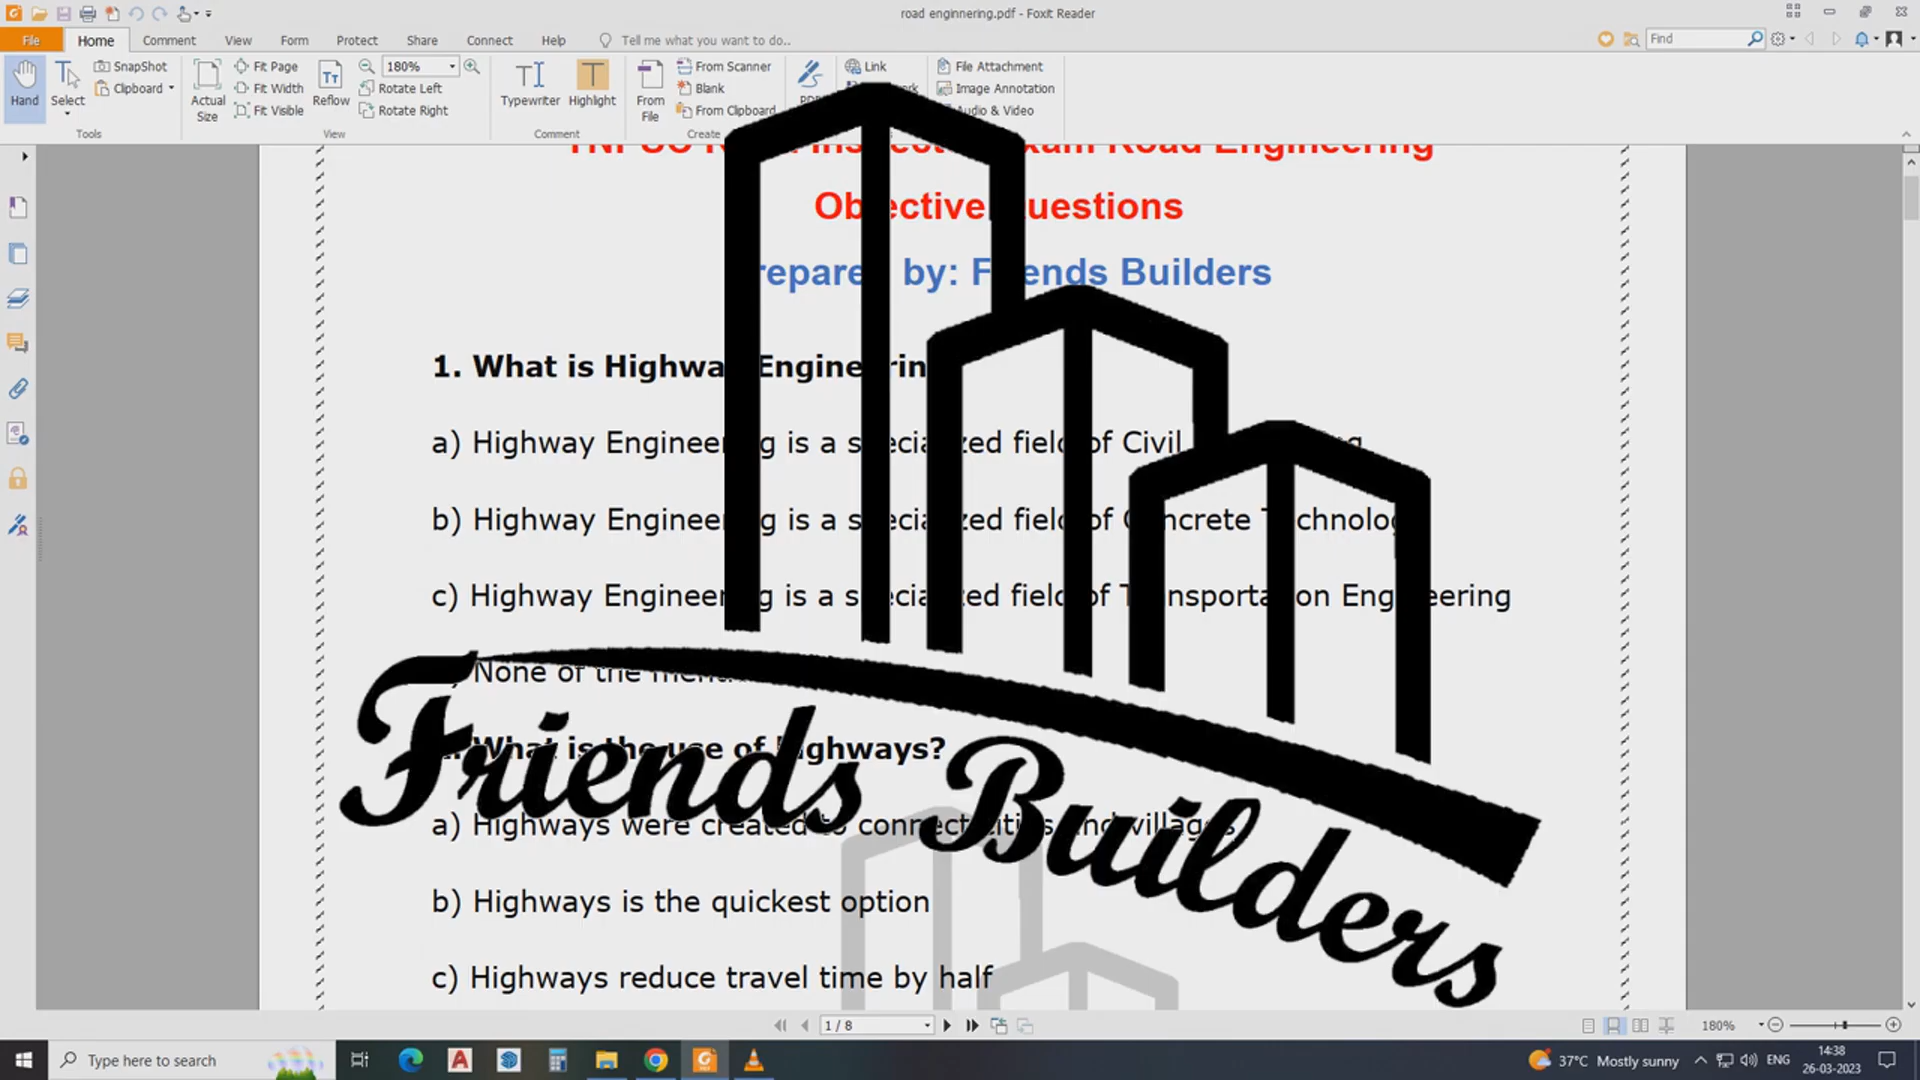 road enginnering.pdf - Foxit Reader
File Home Comment View Form Protect Share Connect Help Tell me what you want to do.. Find
Hand Select SnapShot Clipboard Actual Size Fit Page Fit Width Fit Visible Reflow 180% Rotate Left Rotate Right Typewriter Highlight From File From Scanner Blank From Clipboard Link File Attachment Image Annotation Audio & Video
Tools View Comment Create
Exam Road Engineering
Objective Questions
Prepared by: Friends Builders
1. What is Highway Engineering
a) Highway Engineering is a specialized field of Civil
b) Highway Engineering is a specialized field of Concrete Technology
c) Highway Engineering is a specialized field of Transportation Engineering
None of the
What is the use of highways?
a) Highways were created to connect cities and villages
b) Highways is the quickest option
c) Highways reduce travel time by half
Friends Builders
1 / 8 180%
Type here to search 37°C Mostly sunny ENG 14:38
26-03-2023